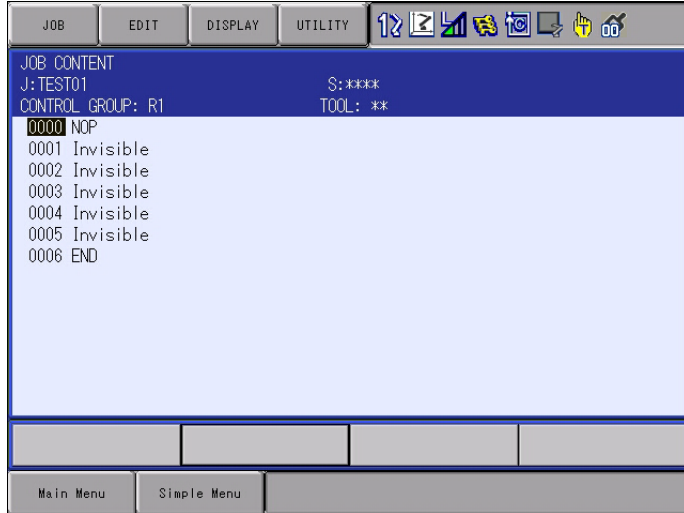 JOB EDIT DISPLAY UTILITY
JOB CONTENT
J:TEST01 S:****
CONTROL GROUP: R1 TOOL: **
0000 NOP
0001 Invisible
0002 Invisible
0003 Invisible
0004 Invisible
0005 Invisible
0006 END
Main Menu Simple Menu